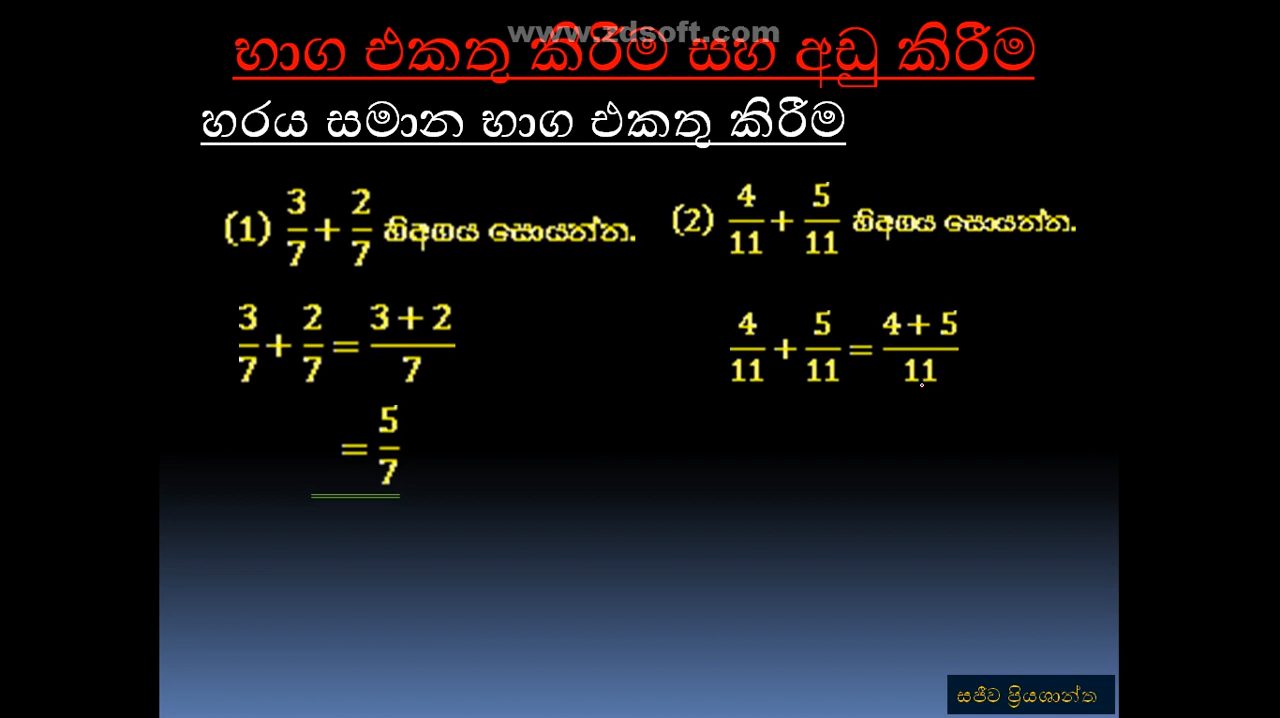 www.zdsoft.com
භාග එකතු කිරීම සහ අඩු කිරීම
හරය සමාන භාග එකතු කිරීම
(1) 3/7 + 2/7 හිඅගය සොයන්න.
3/7 + 2/7 = (3 + 2)/7
= 5/7
(2) 4/11 + 5/11 හිඅගය සොයන්න.
4/11 + 5/11 = (4 + 5)/11
සජීව ප්‍රියශාන්ත